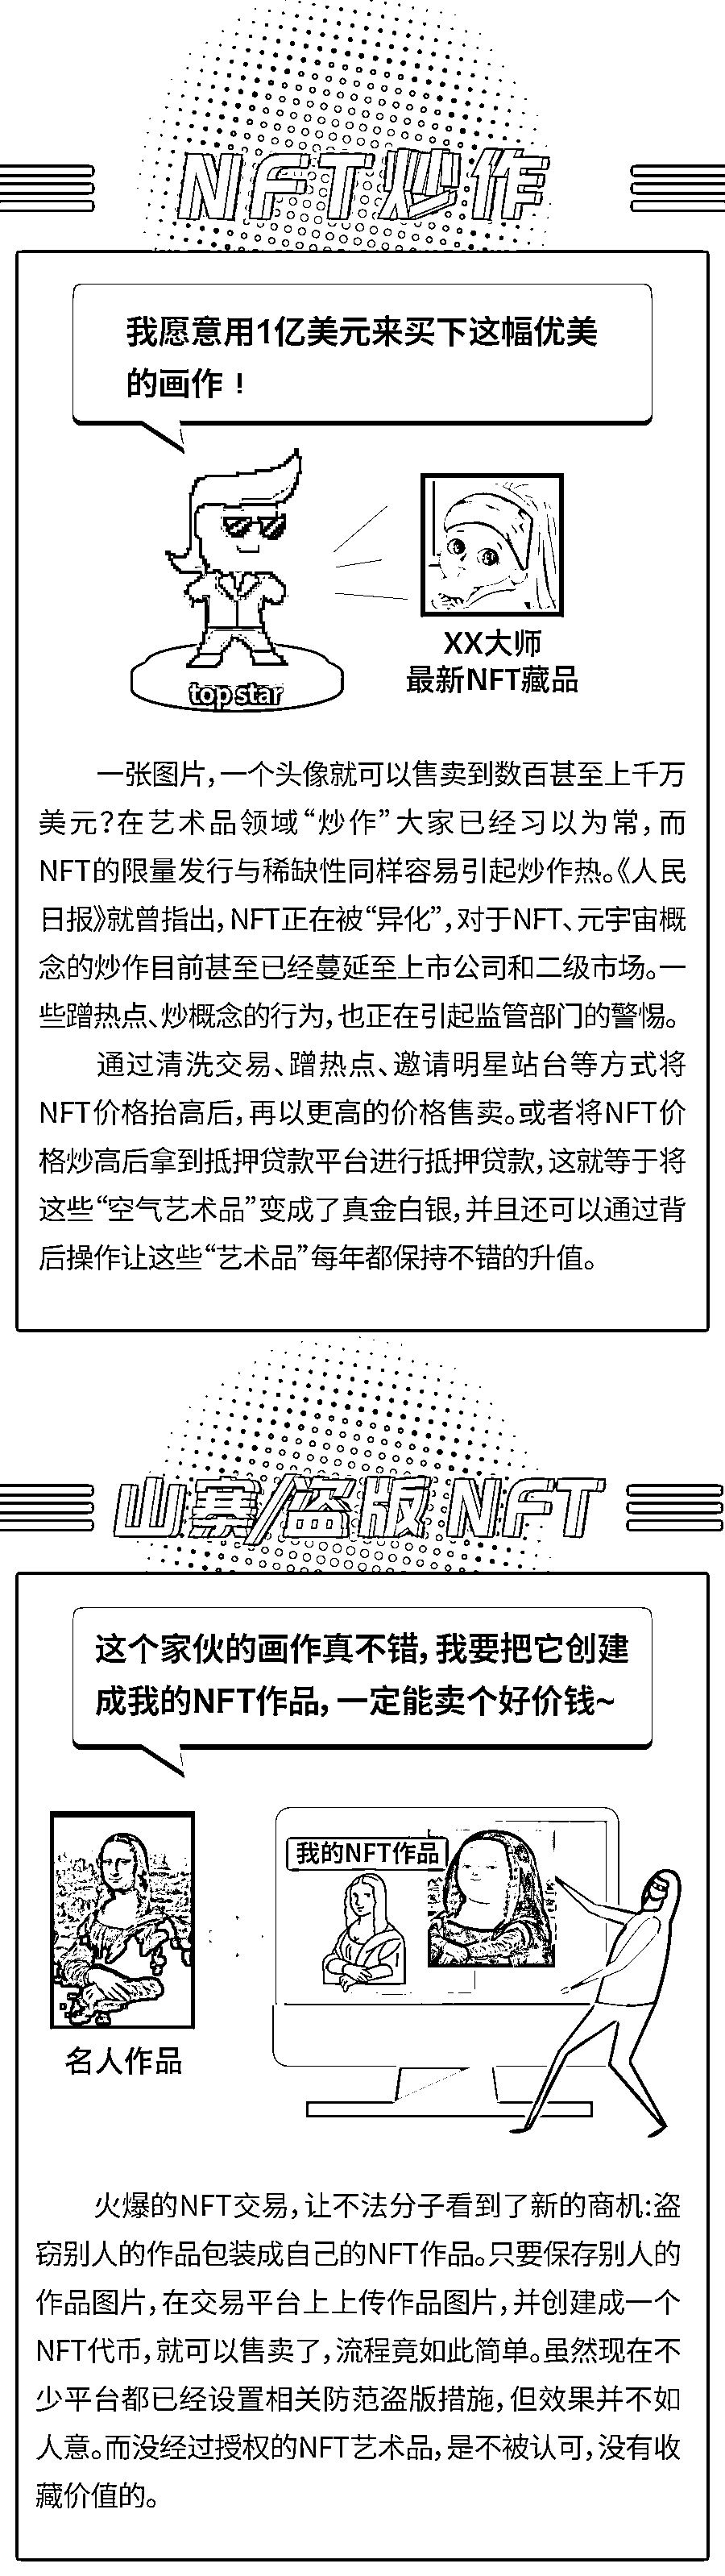 NFT炒作
我愿意用1亿美元来买下这幅优美
的画作！
top star
XX大师
最新NFT藏品
一张图片，一个头像就可以售卖到数百甚至上千万
美元？在艺术品领域“炒作”大家已经习以为常，而
NFT的限量发行与稀缺性同样容易引起炒作热。《人民
日报》就曾指出，NFT正在被“异化”，对于NFT、元宇宙概
念的炒作目前甚至已经蔓延至上市公司和二级市场。一
些蹭热点、炒概念的行为，也正在引起监管部门的警惕。
通过清洗交易、蹭热点、邀请明星站台等方式将
NFT价格抬高后，再以更高的价格售卖。或者将NFT价
格炒高后拿到抵押贷款平台进行抵押贷款，这就等于将
这些“空气艺术品”变成了真金白银，并且还可以通过背
后操作让这些“艺术品”每年都保持不错的升值。
山寨/盗版NFT
这个家伙的画作真不错，我要把它创建
成我的NFT作品，一定能卖个好价钱~
我的NFT作品
名人作品
火爆的NFT交易，让不法分子看到了新的商机：盗
窃别人的作品包装成自己的NFT作品。只要保存别人的
作品图片，在交易平台上上传作品图片，并创建成一个
NFT代币，就可以售卖了，流程竟如此简单。虽然现在不
少平台都已经设置相关防范盗版措施，但效果并不如
人意。而没经过授权的NFT艺术品，是不被认可，没有收
藏价值的。